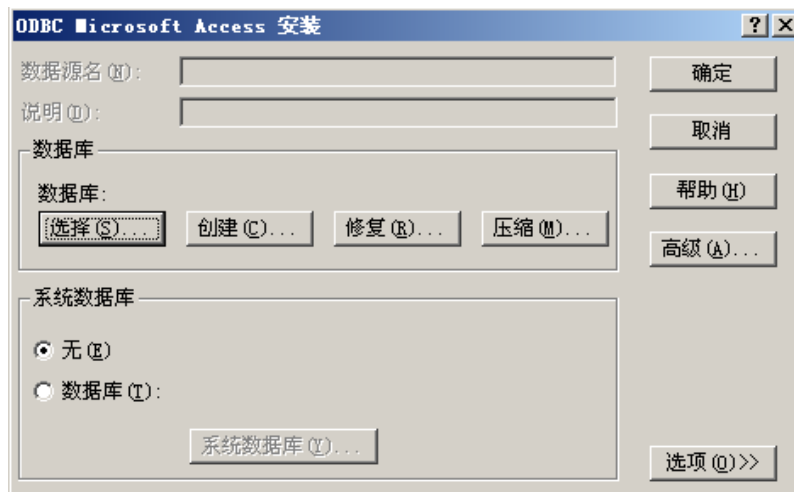 ODBC Microsoft Access 安装
数据源名(N):
确定
说明(D):
取消
数据库
数据库:
帮助(H)
选择(S)...
创建(C)...
修复(R)...
压缩(M)...
高级(A)...
系统数据库
无(E)
数据库(T):
系统数据库(Y)...
选项(O)>>